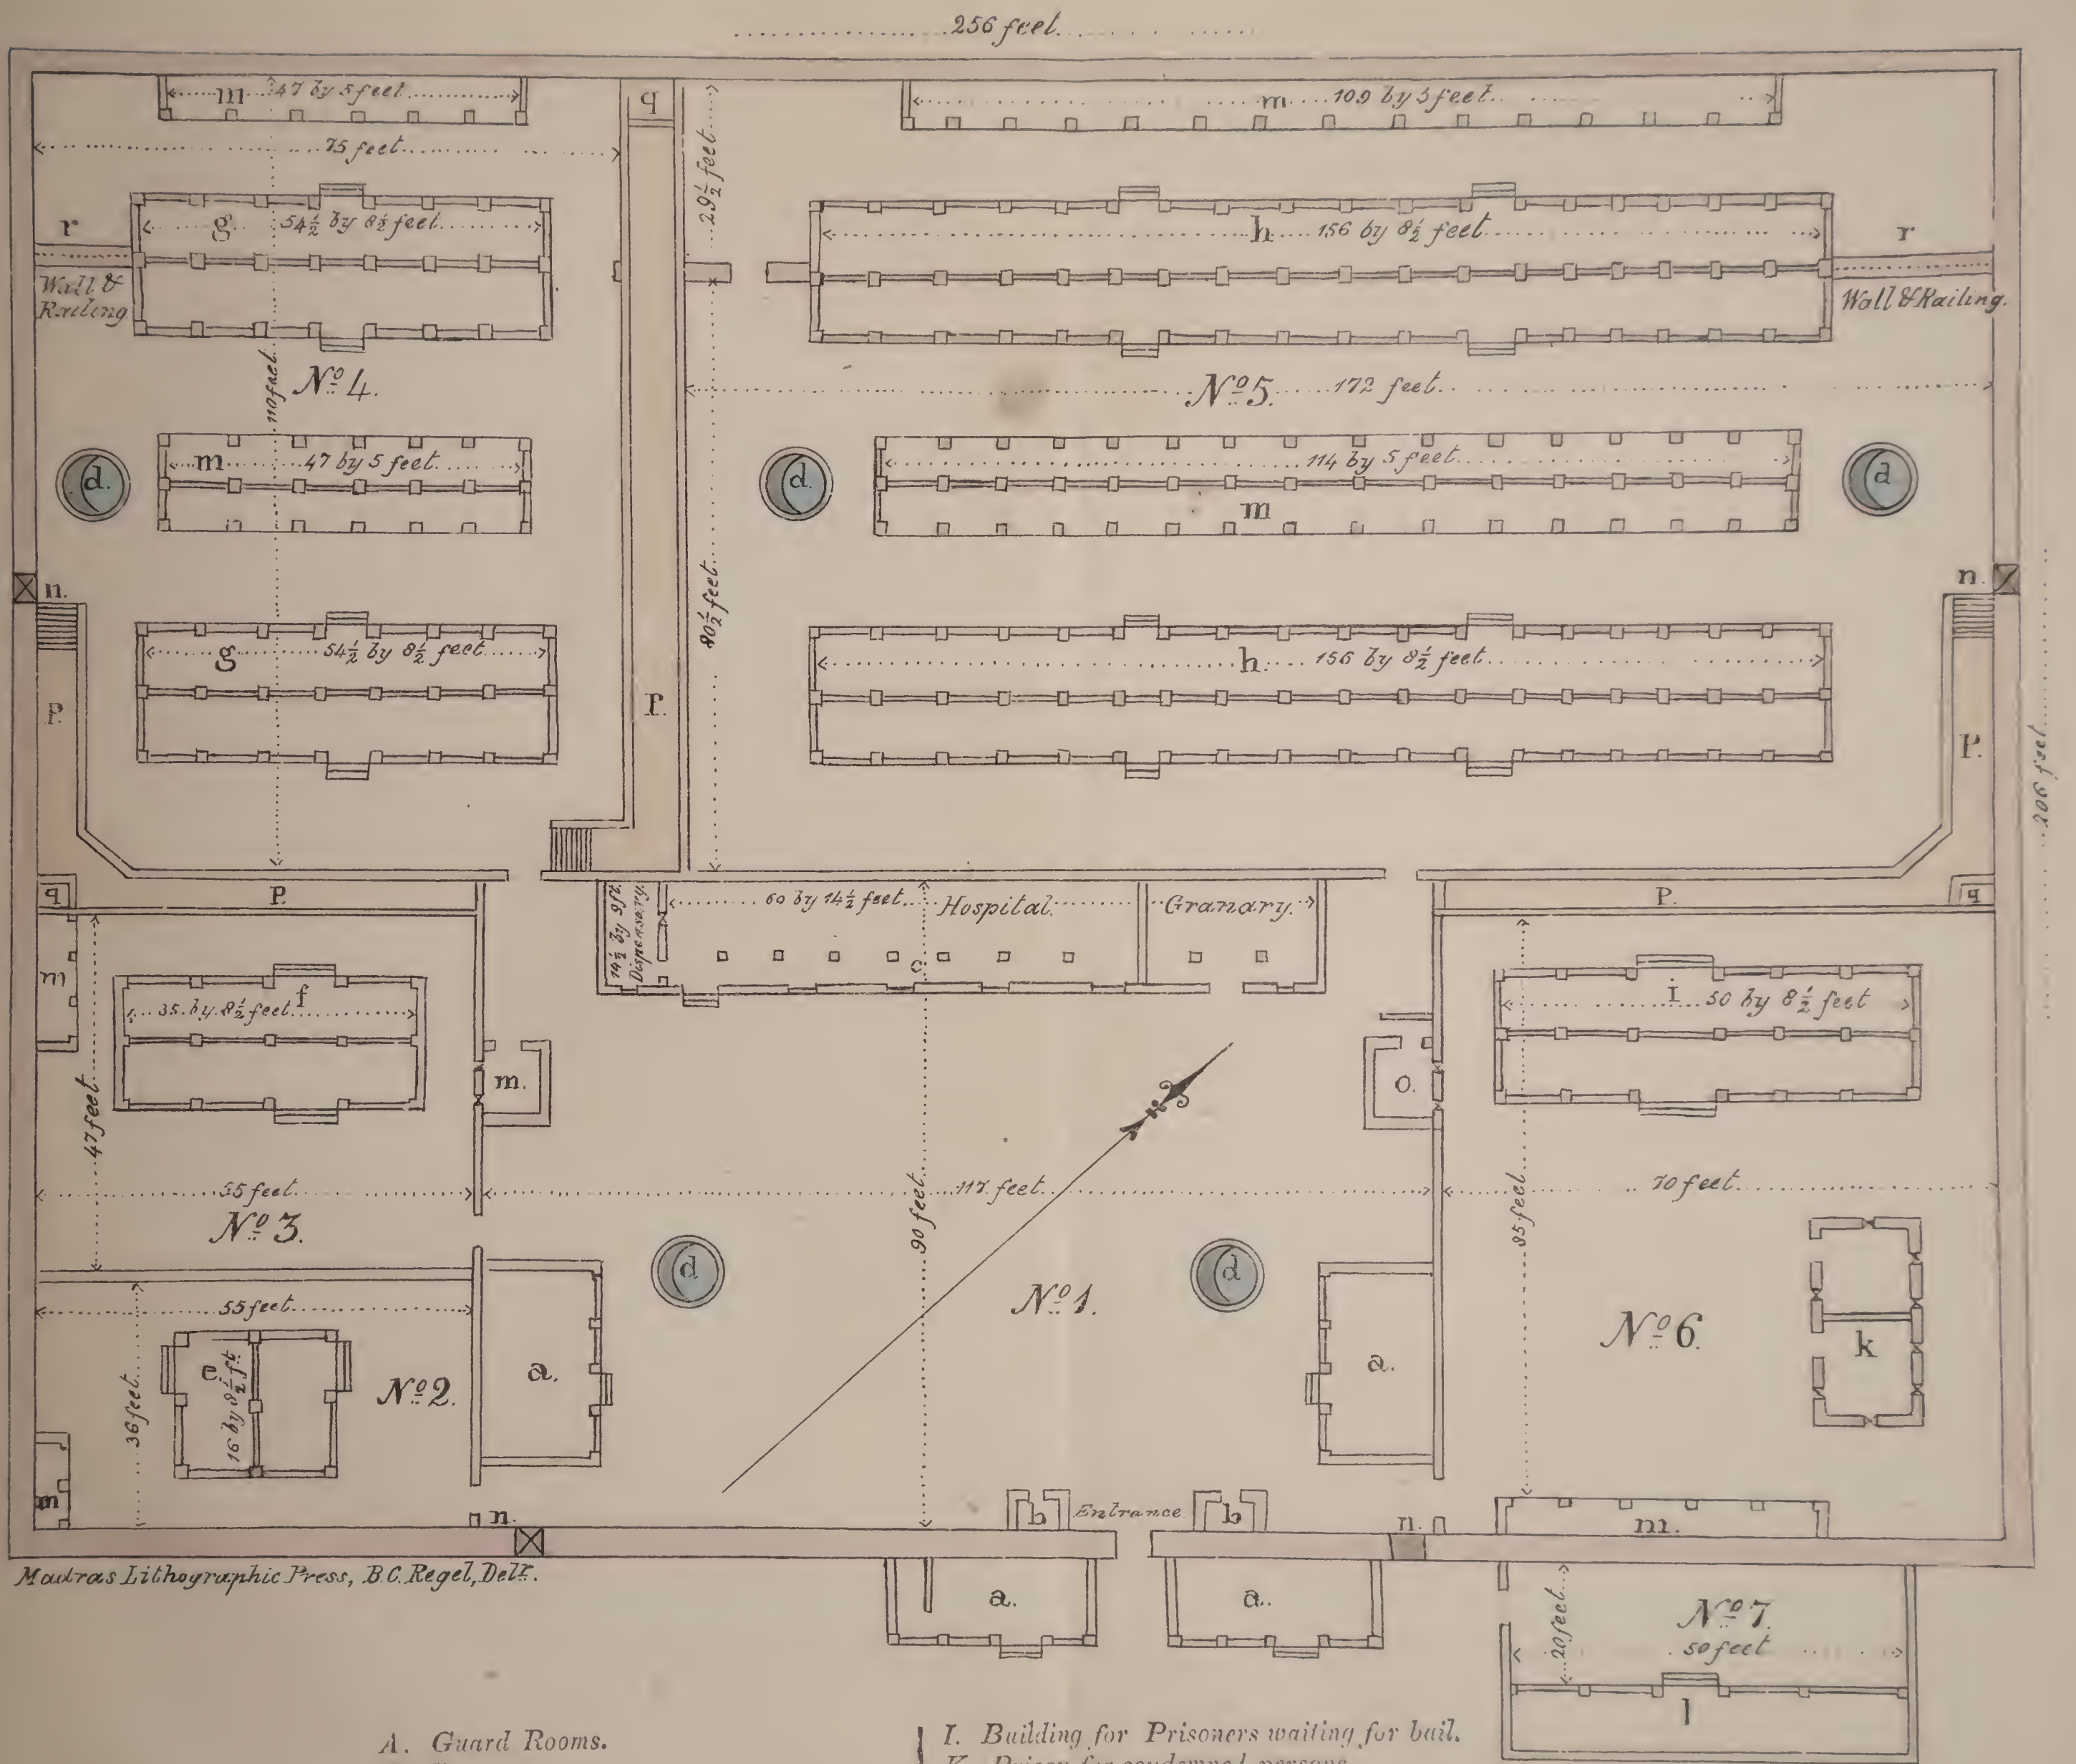 256 feet.
m 47 by 5 feet
q
m 109 by 5 feet.
75 feet
29½ feet
r
g 54½ by 8½ feet
h 156 by 8½ feet
r
Wall &
Railing
Wall & Railing.
110 feet
No 4.
No 5. 172 feet
d.
m 47 by 5 feet
d.
114 by 5 feet
m
d
n.
n.
80½ feet
g 54½ by 8½ feet
h. 156 by 8½ feet
P.
P.
P.
206 feet
q
P.
14½ by 9 ft.
Dispensary.
60 by 14½ feet
Hospital.
Granary.
P.
q
m
f
35 by 8½ feet
c
i
50 by 8½ feet
47 feet
m.
o.
55 feet
117 feet
70 feet
No 3.
90 feet
95 feet
d
d
No 1.
55 feet
No 6.
k
e
16 by 8½ ft
No 2.
a.
a.
36 feet
m
n.
b
Entrance
b
n.
m.
Madras Lithographic Press, B.C. Regel, Delr.
a.
a.
20 feet
No 7.
50 feet
l
A. Guard Rooms.
I. Building for Prisoners waiting for bail.
K. Prison for condemned persons